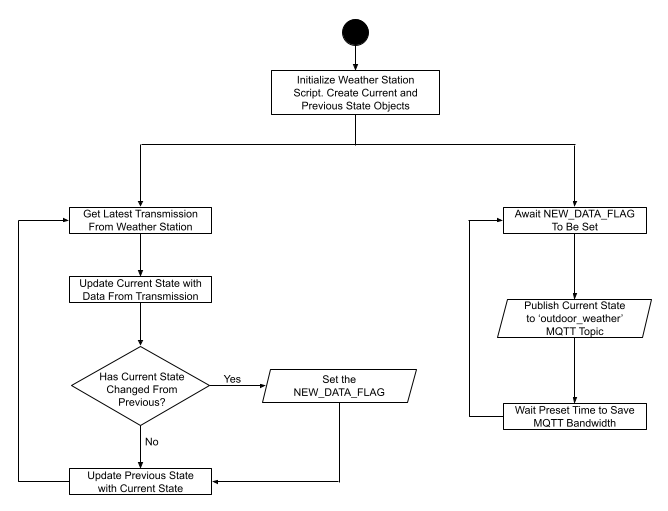 Initialize Weather Station
Script. Create Current and
Previous State Objects
Get Latest Transmission
From Weather Station
Update Current State with
Data From Transmission
Has Current State
Changed From
Previous?
Yes
Set the
NEW_DATA_FLAG
No
Update Previous State
with Current State
Await NEW_DATA_FLAG
To Be Set
Publish Current State
to ‘outdoor_weather’
MQTT Topic
Wait Preset Time to Save
MQTT Bandwidth